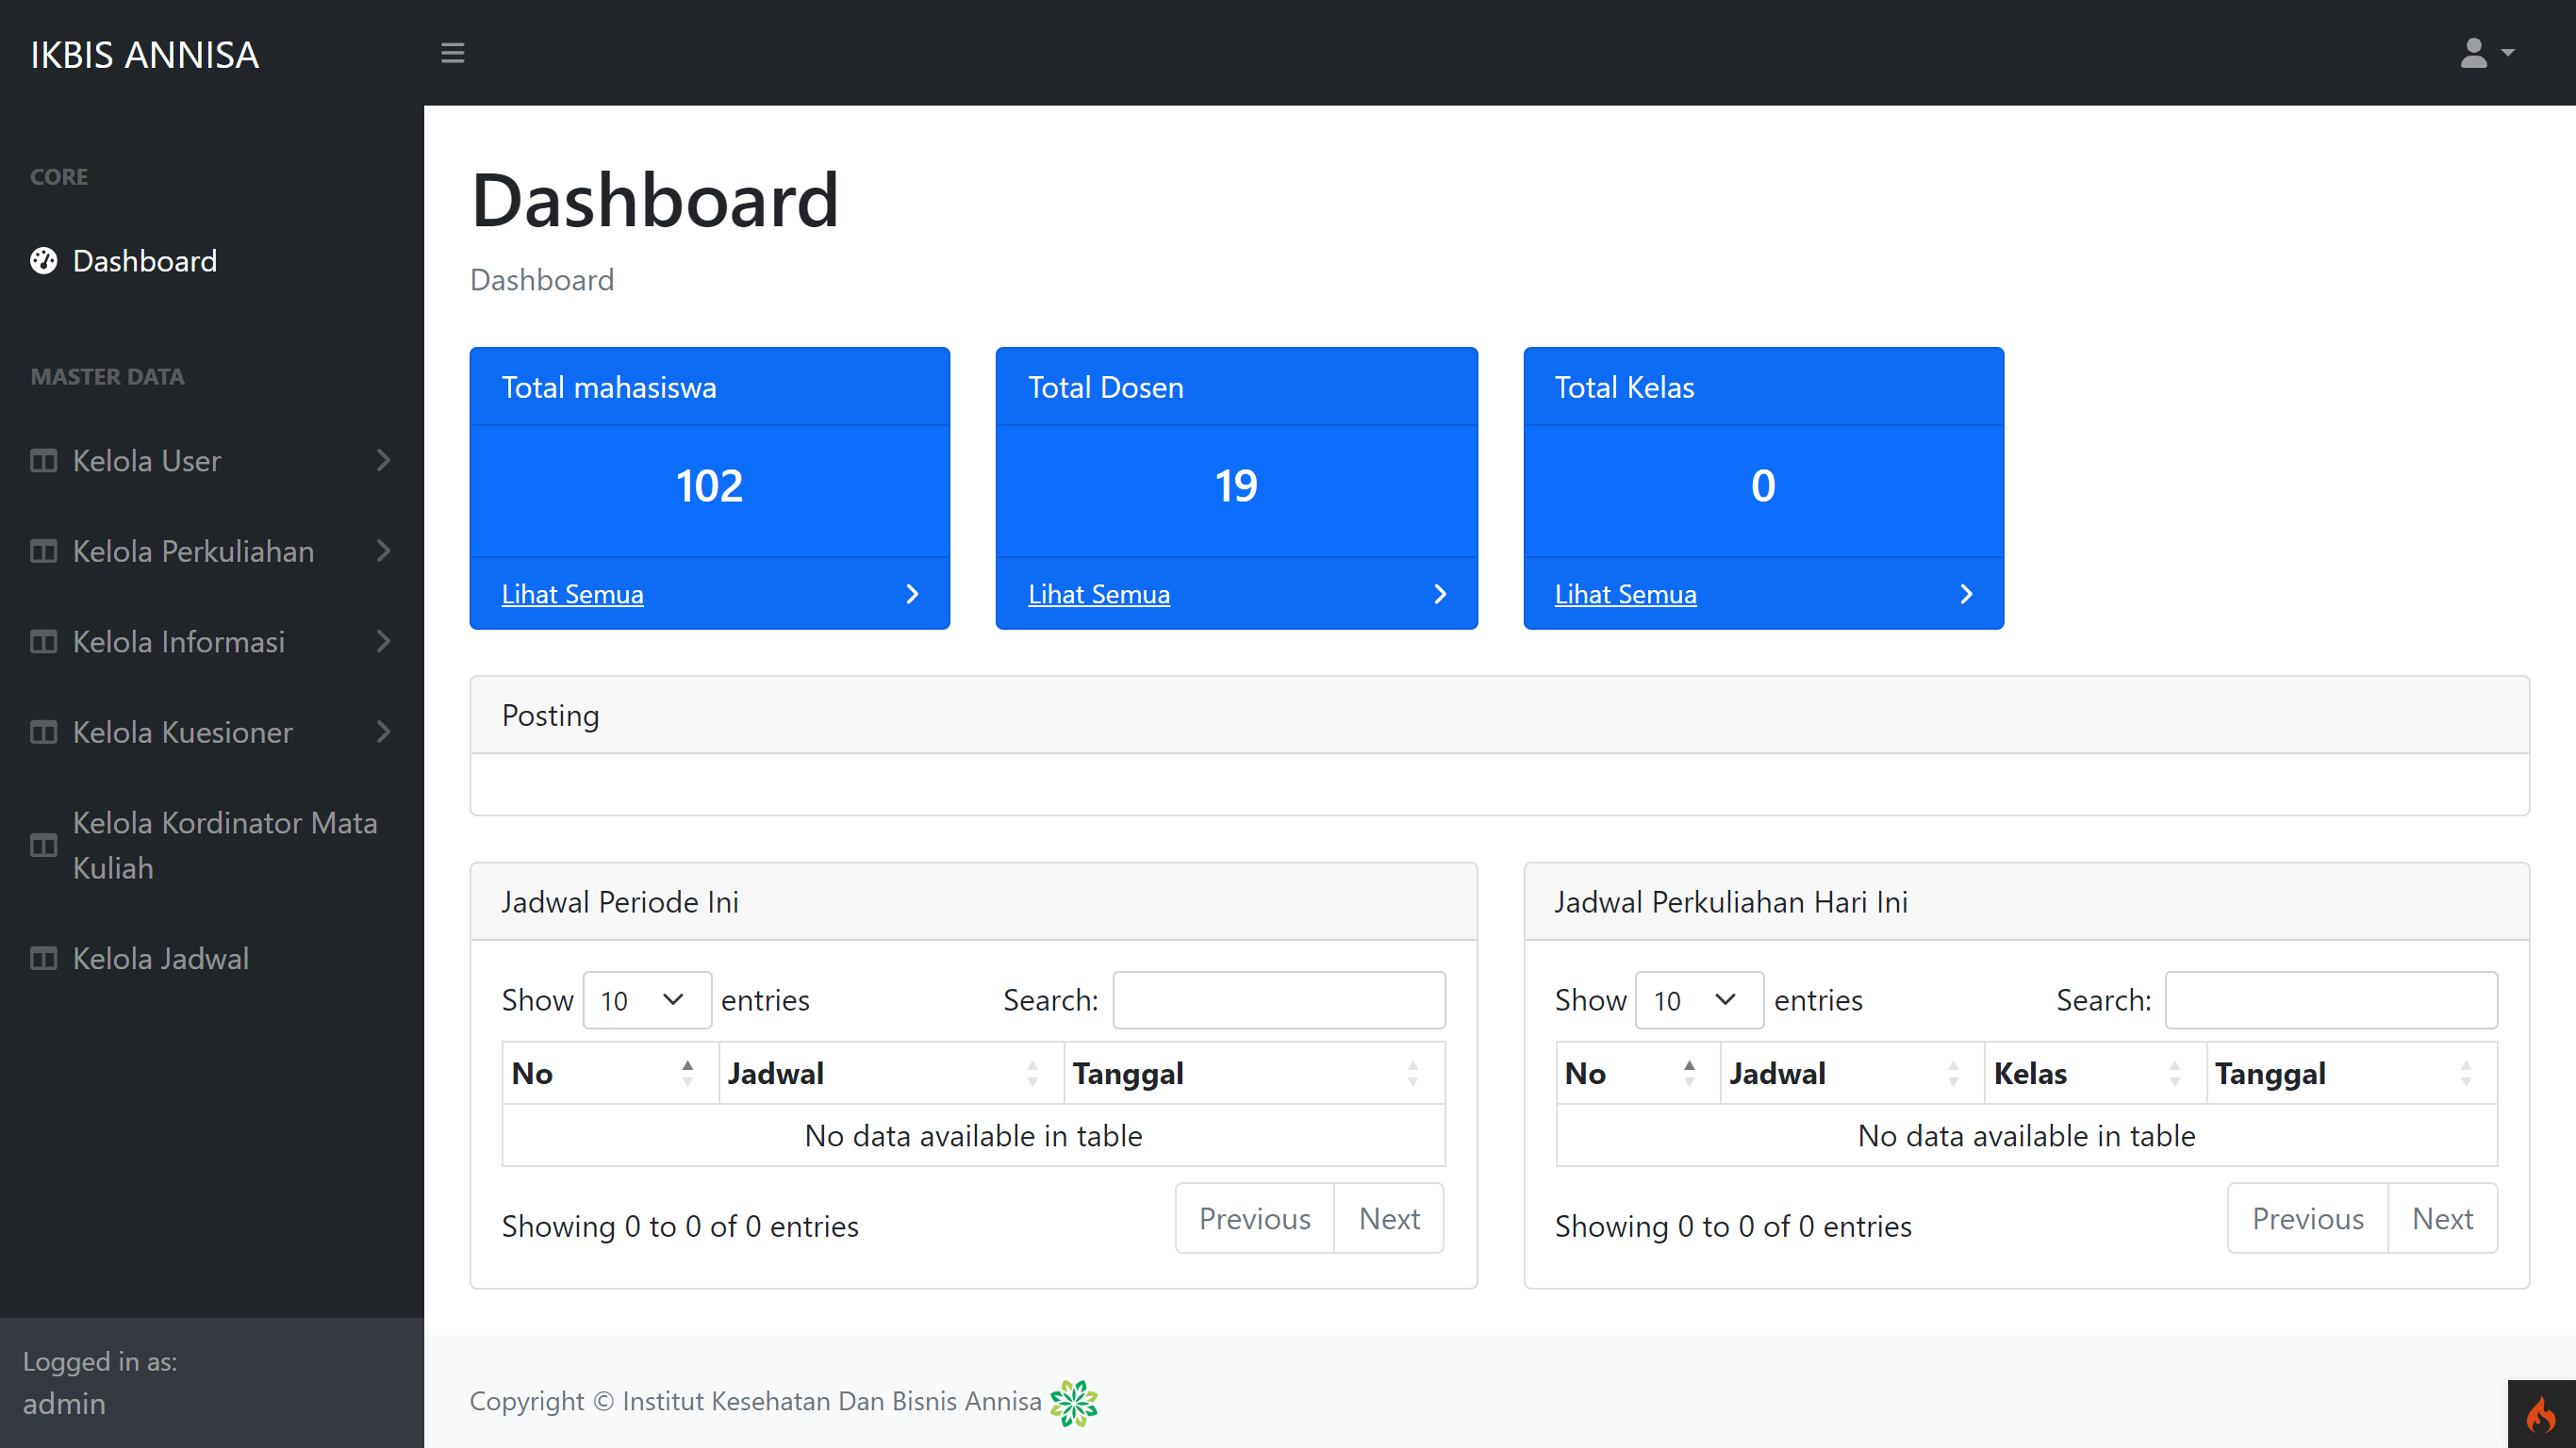 IKBIS ANNISA
CORE
Dashboard
MASTER DATA
Kelola User
Kelola Perkuliahan
Kelola Informasi
Kelola Kuesioner
Kelola Kordinator Mata
Kuliah
Kelola Jadwal
Logged in as:
admin
Dashboard
Dashboard
Total mahasiswa
102
Lihat Semua
Total Dosen
19
Lihat Semua
Total Kelas
0
Lihat Semua
Posting
Jadwal Periode Ini
Show 10 entries Search:
No Jadwal Tanggal
No data available in table
Showing 0 to 0 of 0 entries Previous Next
Jadwal Perkuliahan Hari Ini
Show 10 entries Search:
No Jadwal Kelas Tanggal
No data available in table
Showing 0 to 0 of 0 entries Previous Next
Copyright © Institut Kesehatan Dan Bisnis Annisa